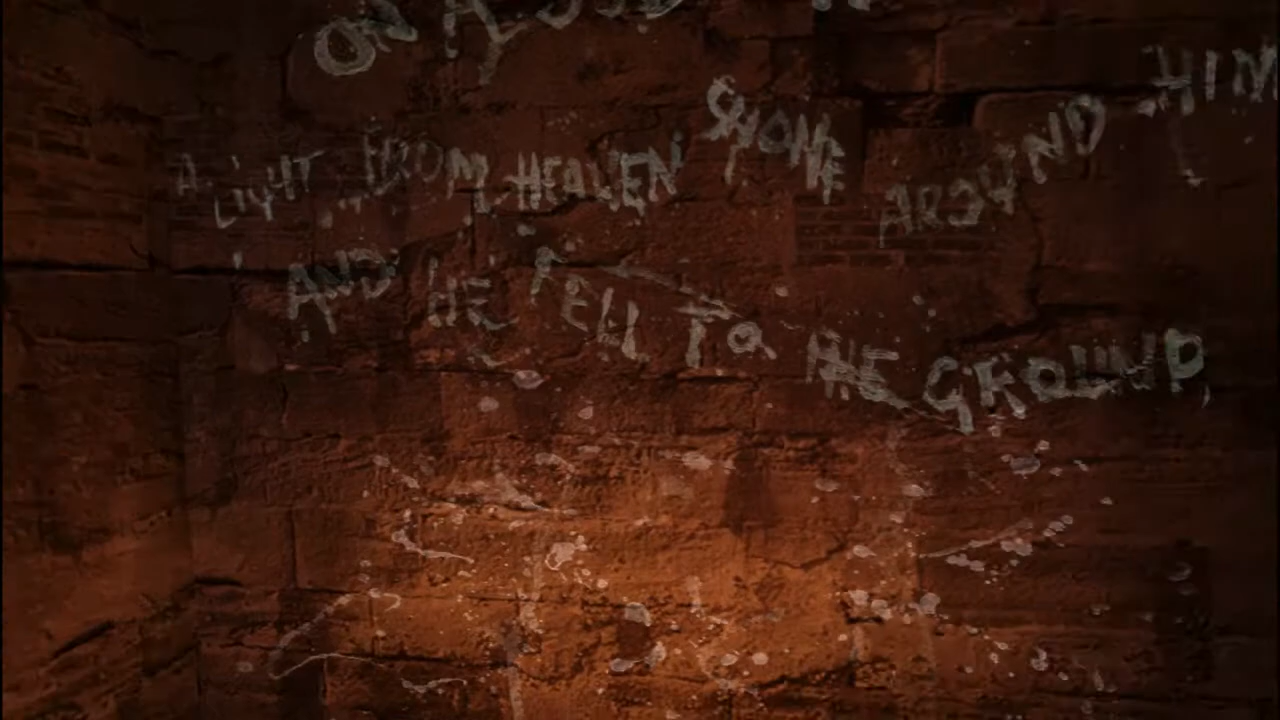 A LIGHT FROM HEAVEN SHONE AROUND HIM
AND HE FELL TO THE GROUND